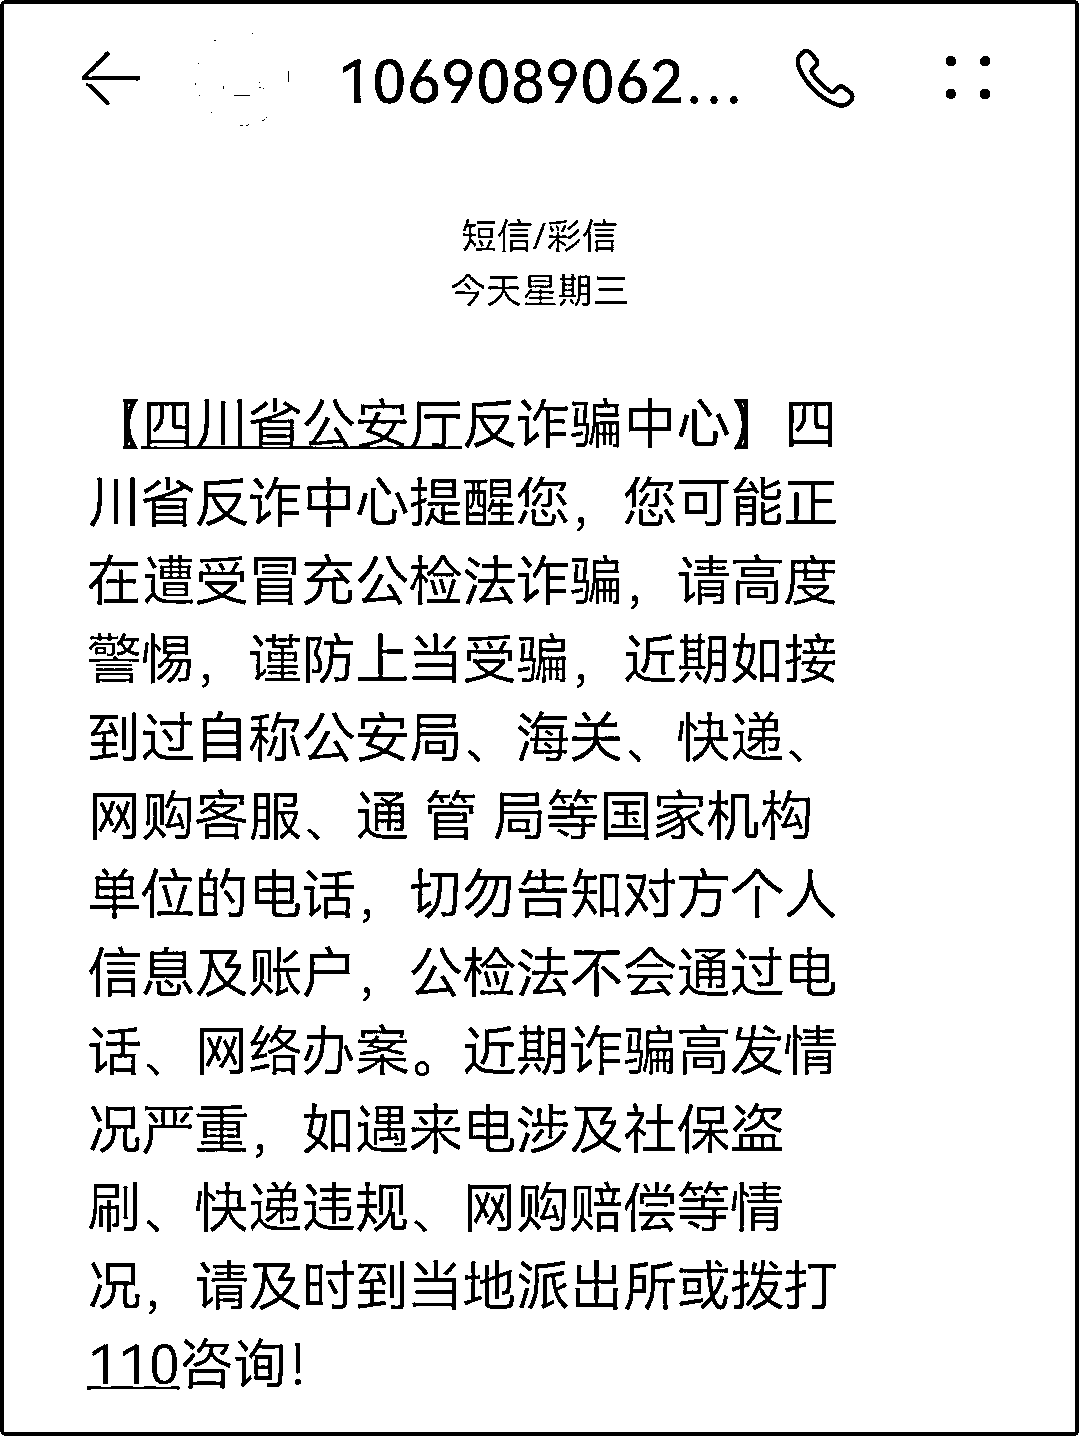 1069089062...
短信/彩信
今天星期三
【四川省公安厅反诈骗中心】四
川省反诈中心提醒您，您可能正
在遭受冒充公检法诈骗，请高度
警惕，谨防上当受骗，近期如接
到过自称公安局、海关、快递、
网购客服、通 管 局等国家机构
单位的电话，切勿告知对方个人
信息及账户，公检法不会通过电
话、网络办案。近期诈骗高发情
况严重，如遇来电涉及社保盗
刷、快递违规、网购赔偿等情
况，请及时到当地派出所或拨打
110咨询！